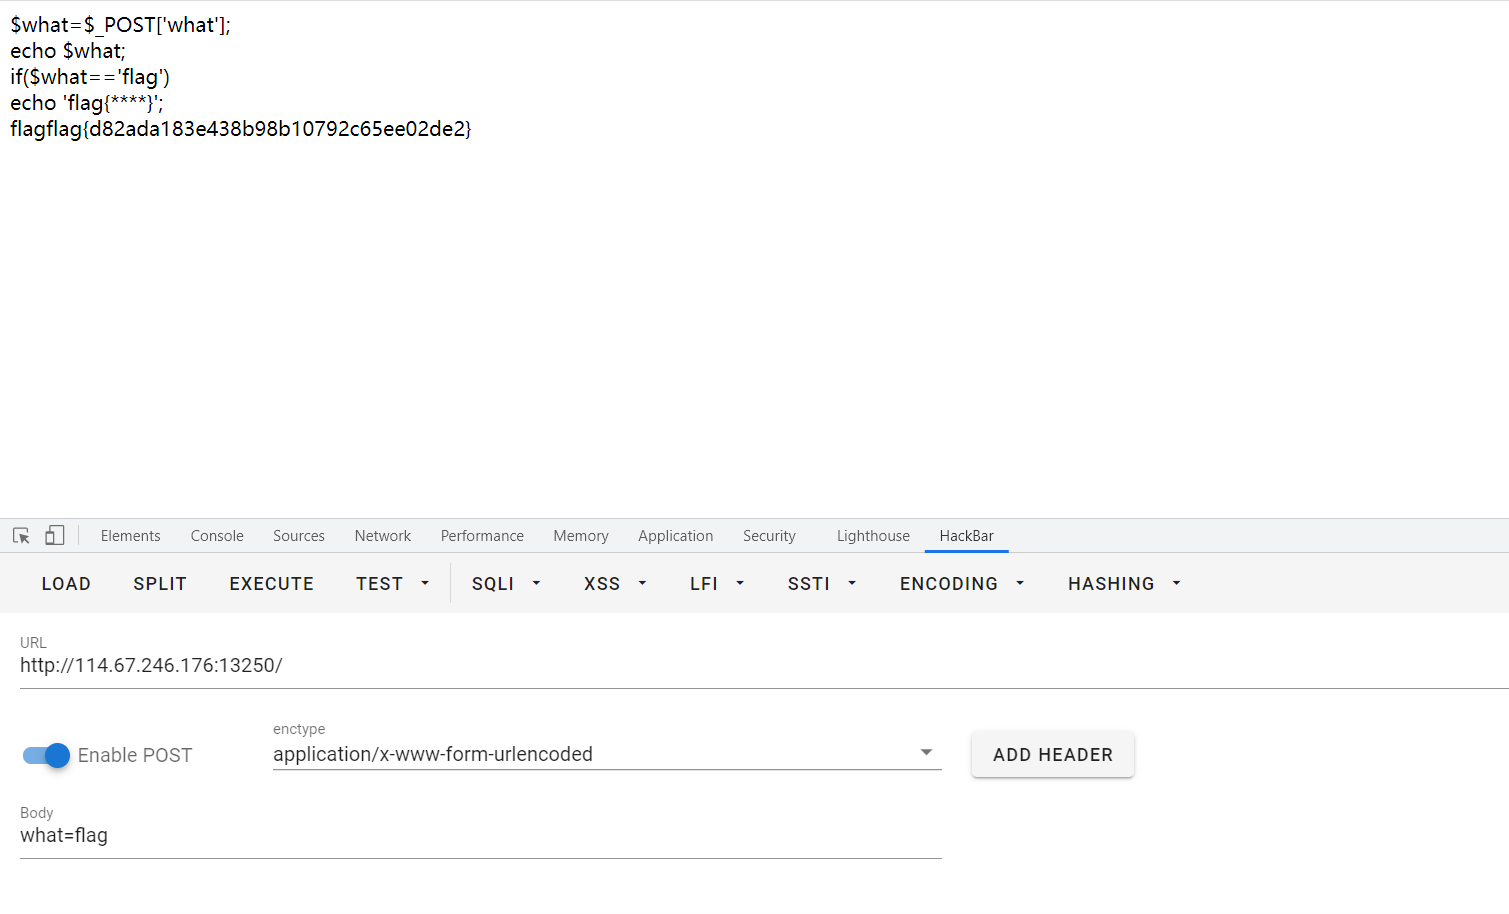 $what=$_POST['what'];
echo $what;
if($what=='flag')
echo 'flag{****}';
flagflag{d82ada183e438b98b10792c65ee02de2}
Elements Console Sources Network Performance Memory Application Security Lighthouse HackBar
LOAD SPLIT EXECUTE TEST SQLI XSS LFI SSTI ENCODING HASHING
URL
http://114.67.246.176:13250/
enctype
Enable POST application/x-www-form-urlencoded ADD HEADER
Body
what=flag